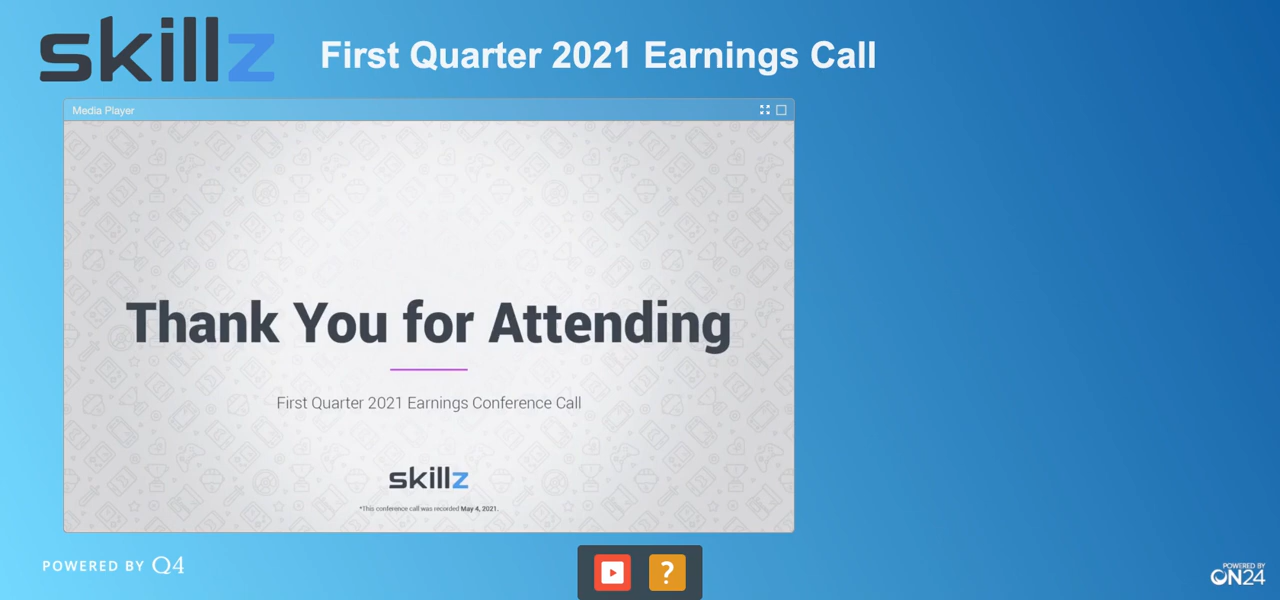 skillz
First Quarter 2021 Earnings Call
Media Player
Thank You for Attending
First Quarter 2021 Earnings Conference Call
skillz
*This conference call was recorded May 4, 2021.
POWERED BY Q4
?
POWERED BY
ON24